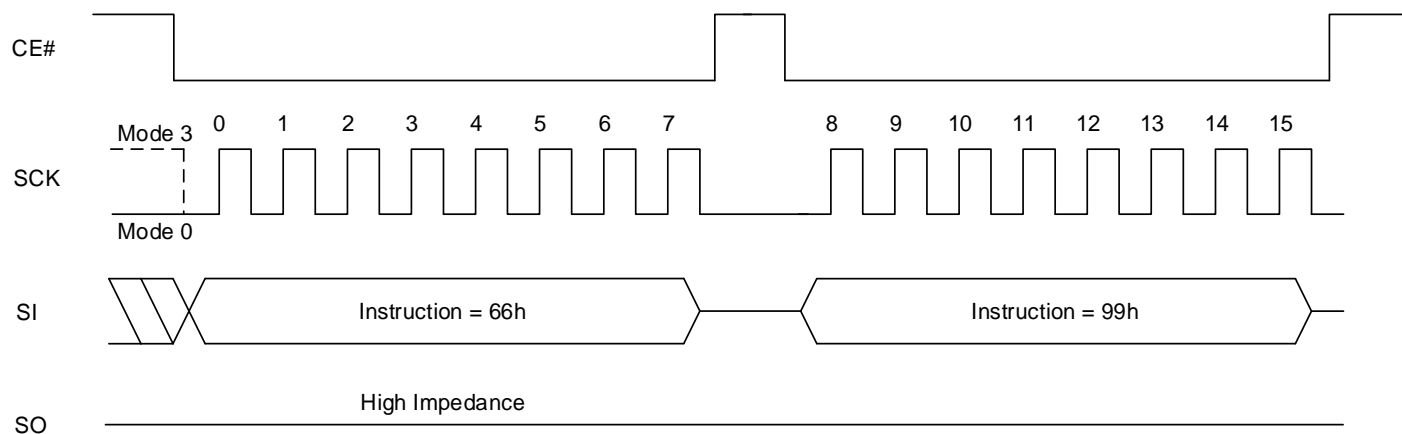 CE#
Mode 3
0 1 2 3 4 5 6 7 8 9 10 11 12 13 14 15
SCK
Mode 0
SI
Instruction = 66h
Instruction = 99h
High Impedance
SO